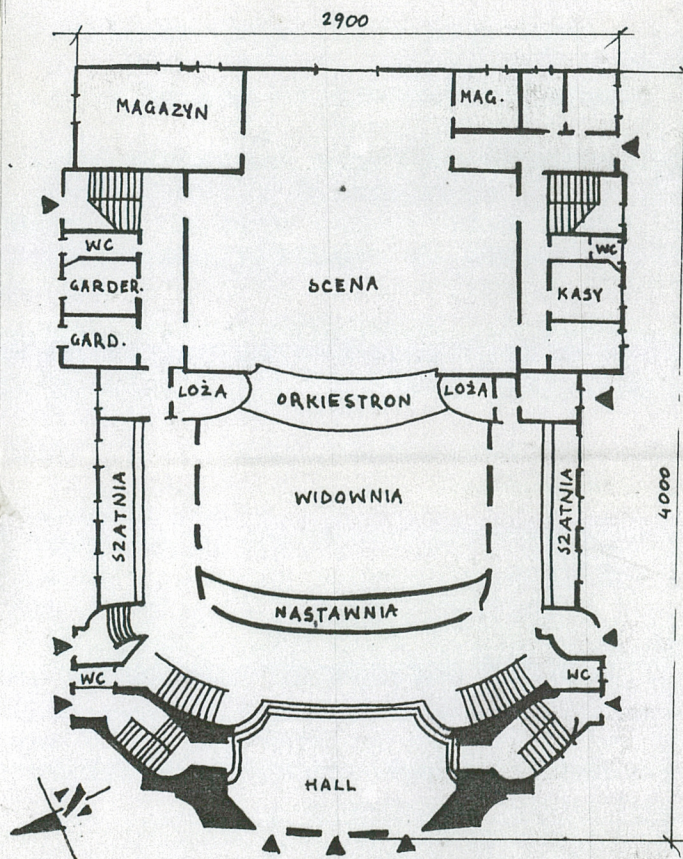 2900
MAGAZYN
MAG.
WC
WC
GARDER.
SCENA
KASY
GARD.
LOŻA
ORKIESTRON
LOŻA
WIDOWNIA
SZATNIA
SZATNIA
4000
NASTAWNIA
WC
WC
HALL